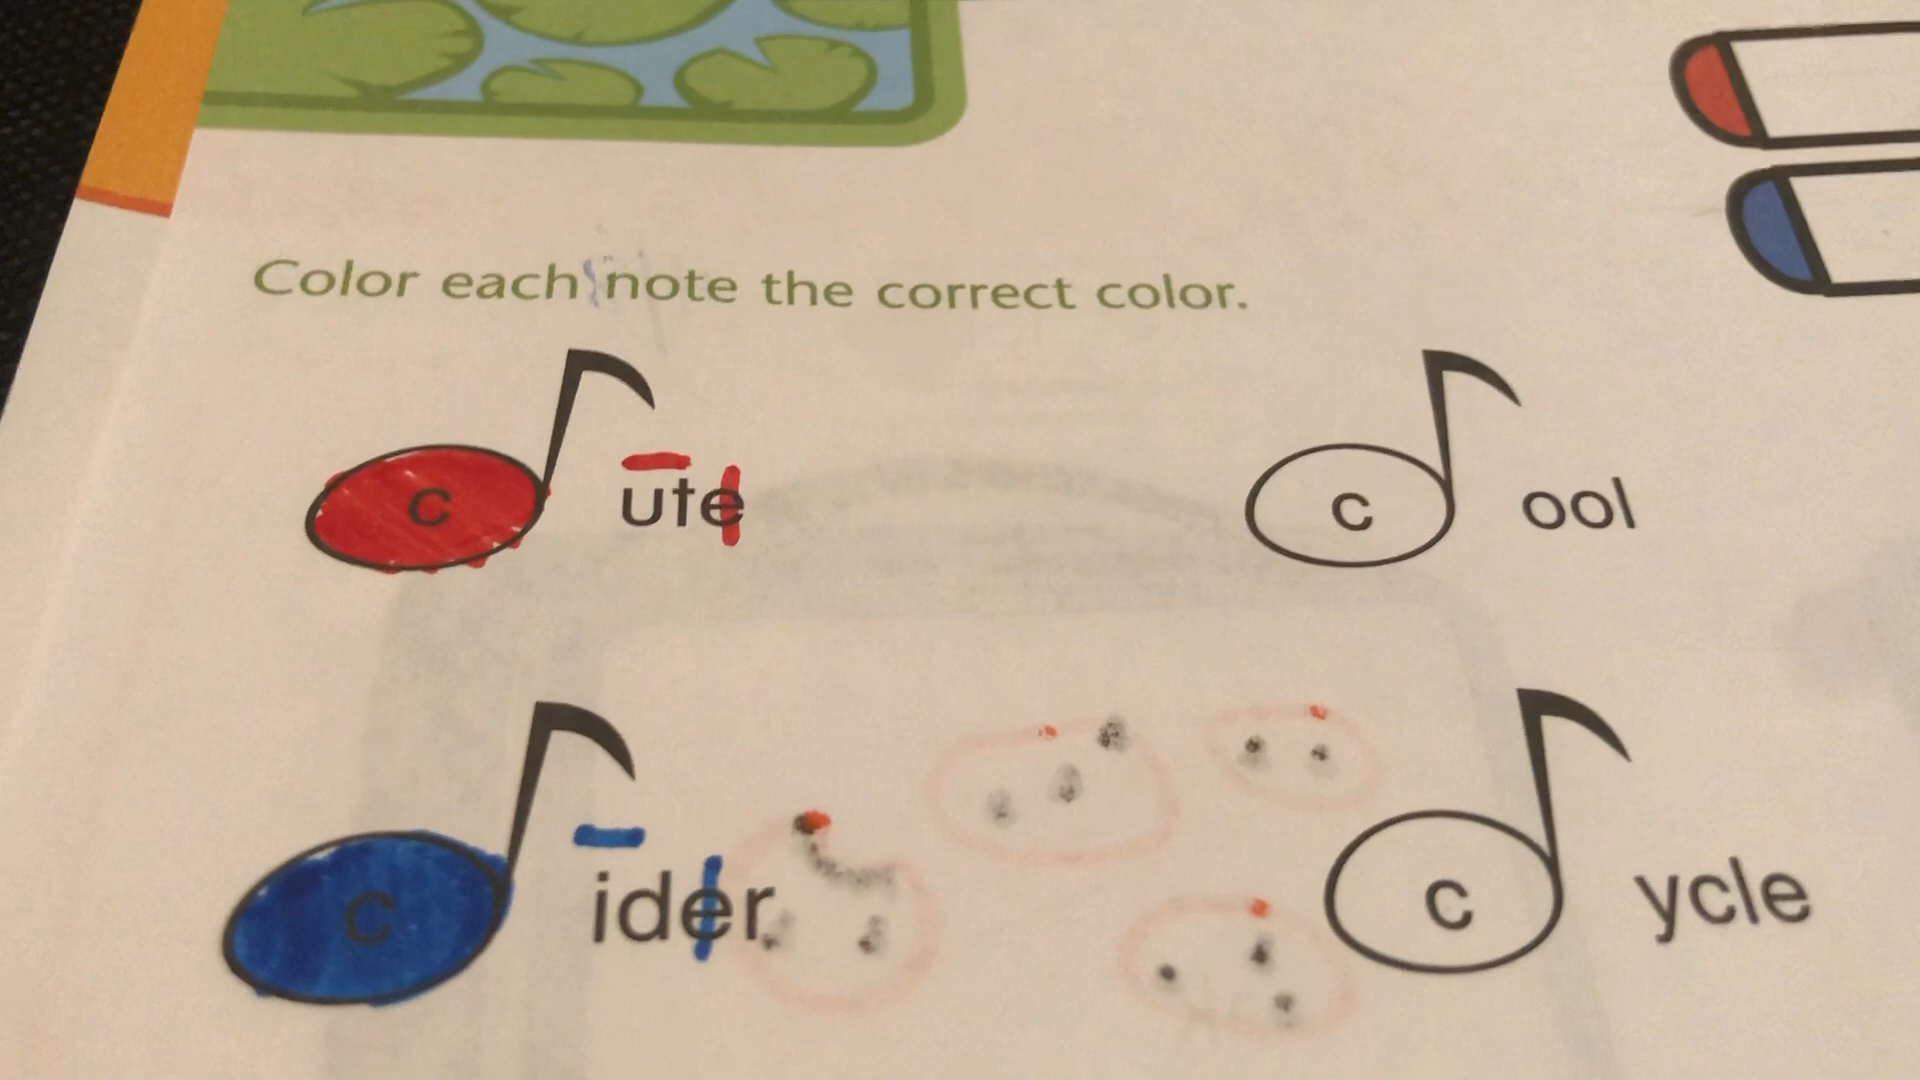 Color each note the correct color.
c ute
c ool
c ider
c ycle